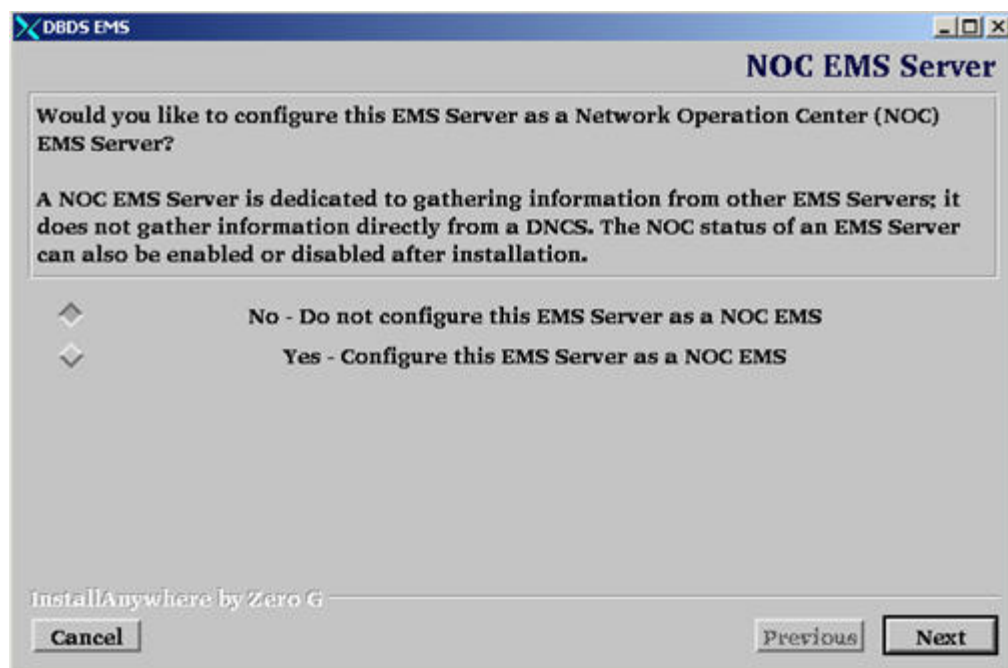 DBDS EMS
NOC EMS Server
Would you like to configure this EMS Server as a Network Operation Center (NOC)
EMS Server?
A NOC EMS Server is dedicated to gathering information from other EMS Servers; it
does not gather information directly from a DNCS. The NOC status of an EMS Server
can also be enabled or disabled after installation.
No - Do not configure this EMS Server as a NOC EMS
Yes - Configure this EMS Server as a NOC EMS
InstallAnywhere by Zero G
Cancel Previous Next